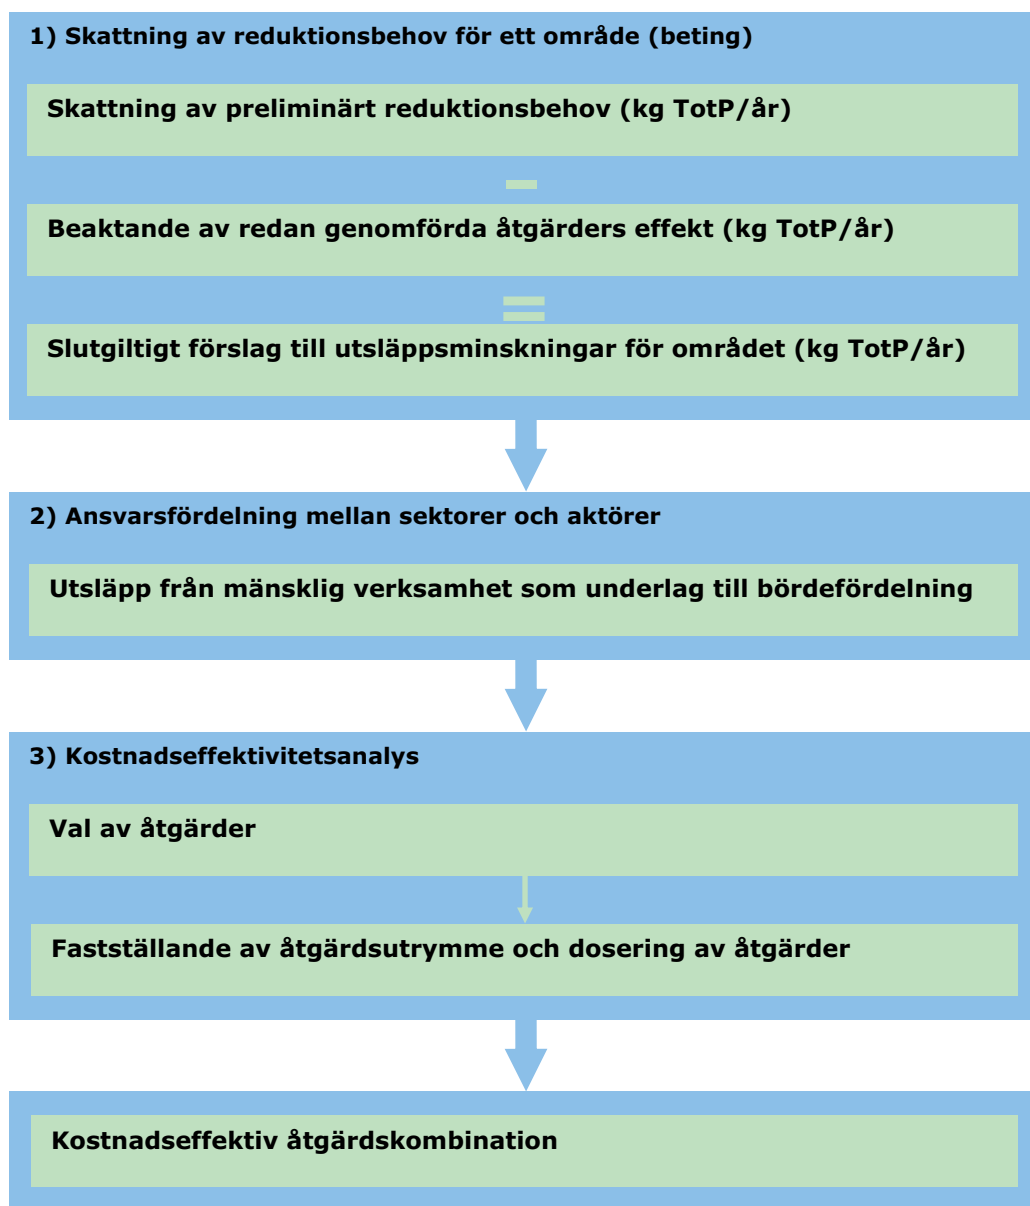 1) Skattning av reduktionsbehov för ett område (beting)
Skattning av preliminärt reduktionsbehov (kg TotP/år)
–
Beaktande av redan genomförda åtgärders effekt (kg TotP/år)
=
Slutgiltigt förslag till utsläppsminskningar för området (kg TotP/år)
2) Ansvarsfördelning mellan sektorer och aktörer
Utsläpp från mänsklig verksamhet som underlag till bördefördelning
3) Kostnadseffektivitetsanalys
Val av åtgärder
Fastställande av åtgärdsutrymme och dosering av åtgärder
Kostnadseffektiv åtgärdskombination